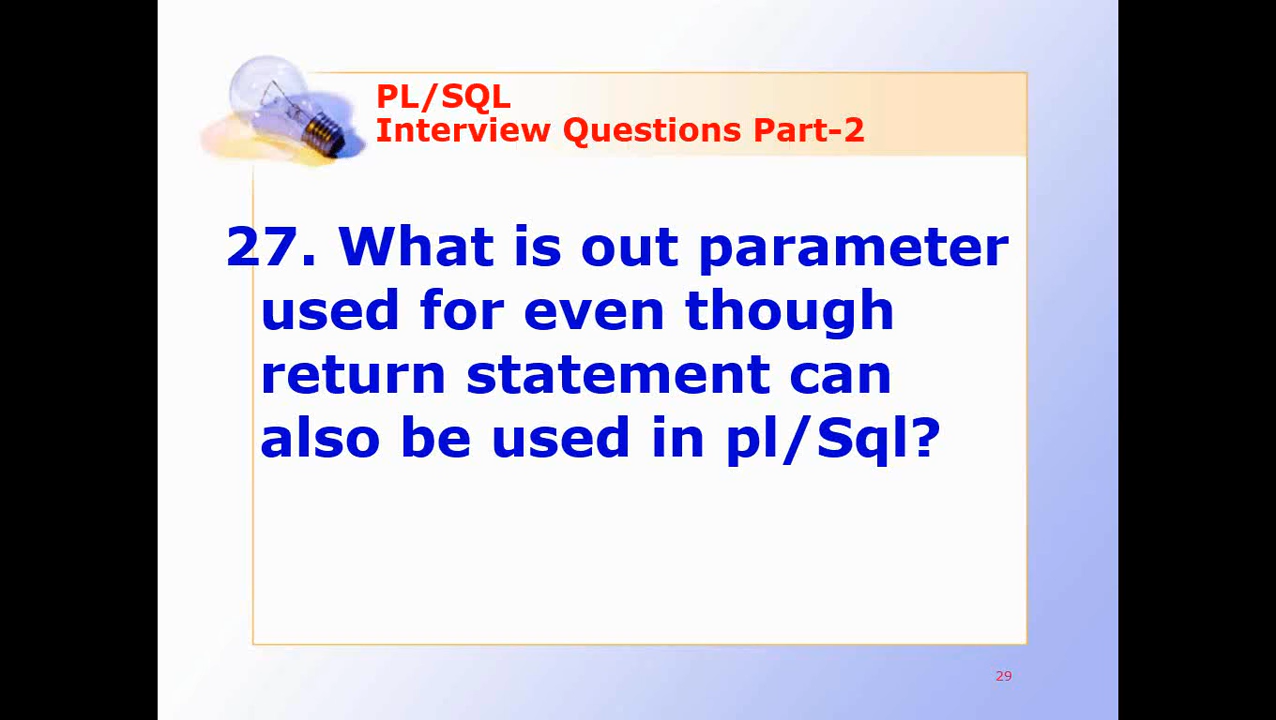 PL/SQL
Interview Questions Part-2
27. What is out parameter
used for even though
return statement can
also be used in pl/Sql?
29